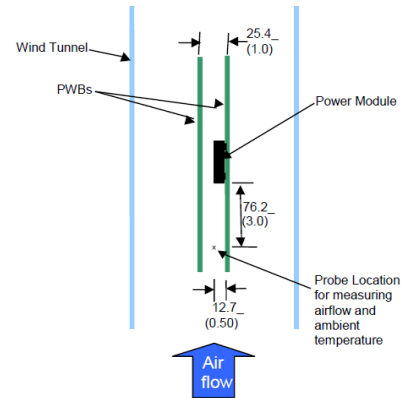 25.4_
(1.0)
Wind Tunnel
PWBs
Power Module
76.2_
(3.0)
Probe Location
for measuring
airflow and
ambient
temperature
12.7_
(0.50)
Air
flow